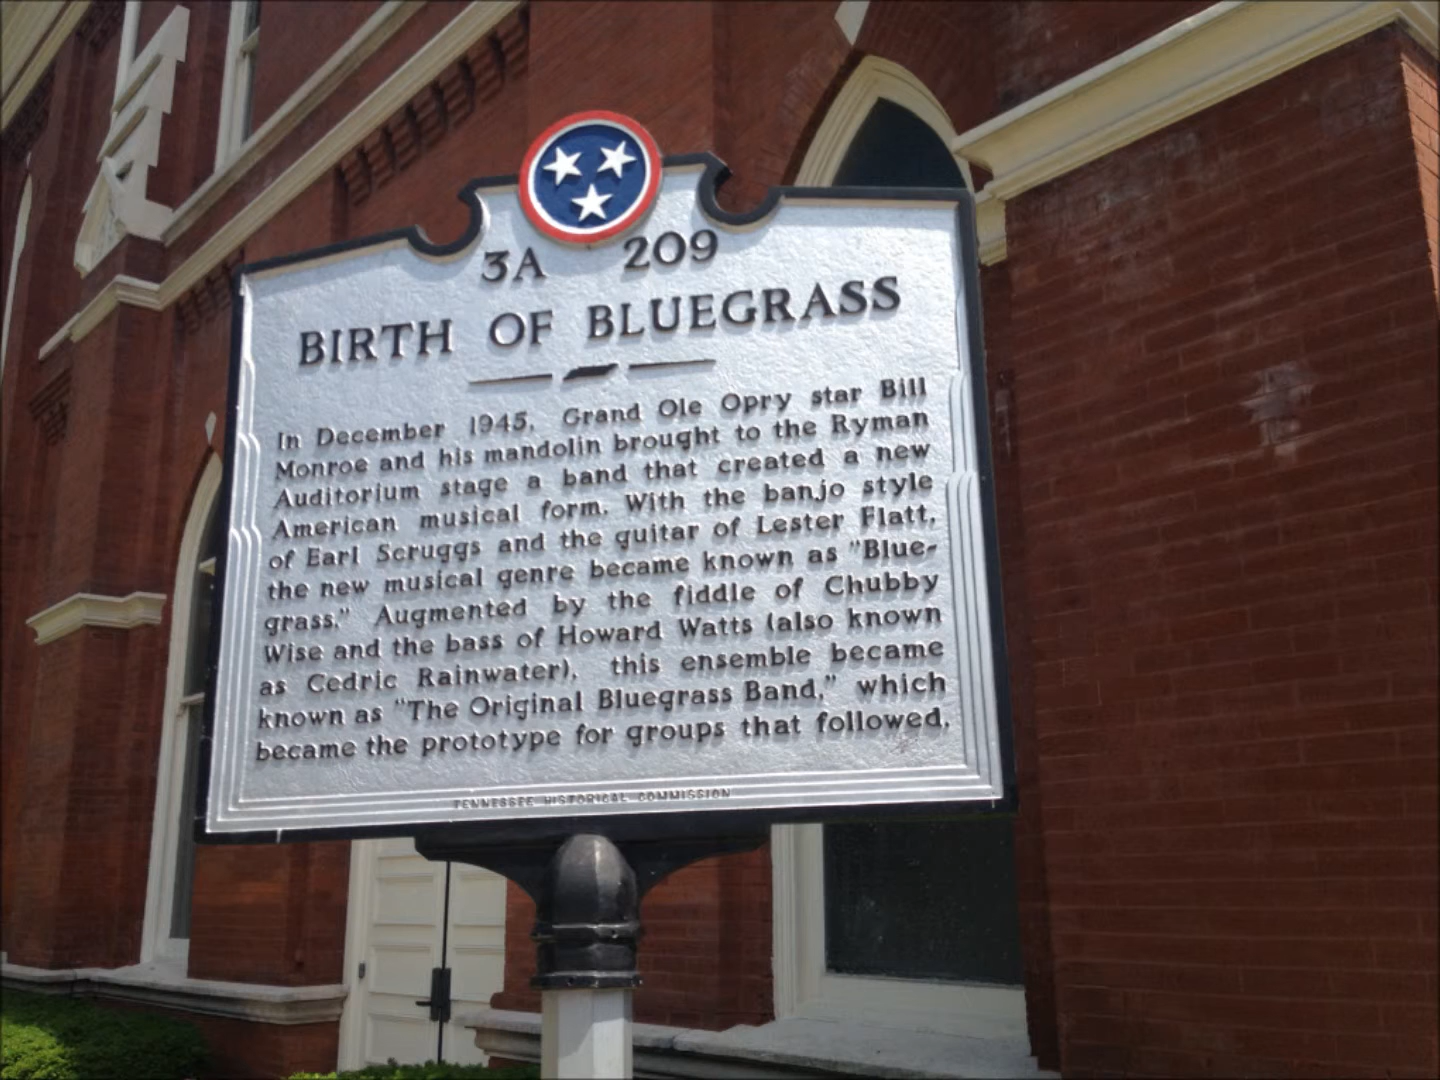 3A 209
BIRTH OF BLUEGRASS
In December 1945, Grand Ole Opry star Bill
Monroe and his mandolin brought to the Ryman
Auditorium stage a band that created a new
American musical form. With the banjo style
of Earl Scruggs and the guitar of Lester Flatt,
the new musical genre became known as "Blue-
grass." Augmented by the fiddle of Chubby
Wise and the bass of Howard Watts (also known
as Cedric Rainwater), this ensemble became
known as "The Original Bluegrass Band," which
became the prototype for groups that followed.
TENNESSEE HISTORICAL COMMISSION